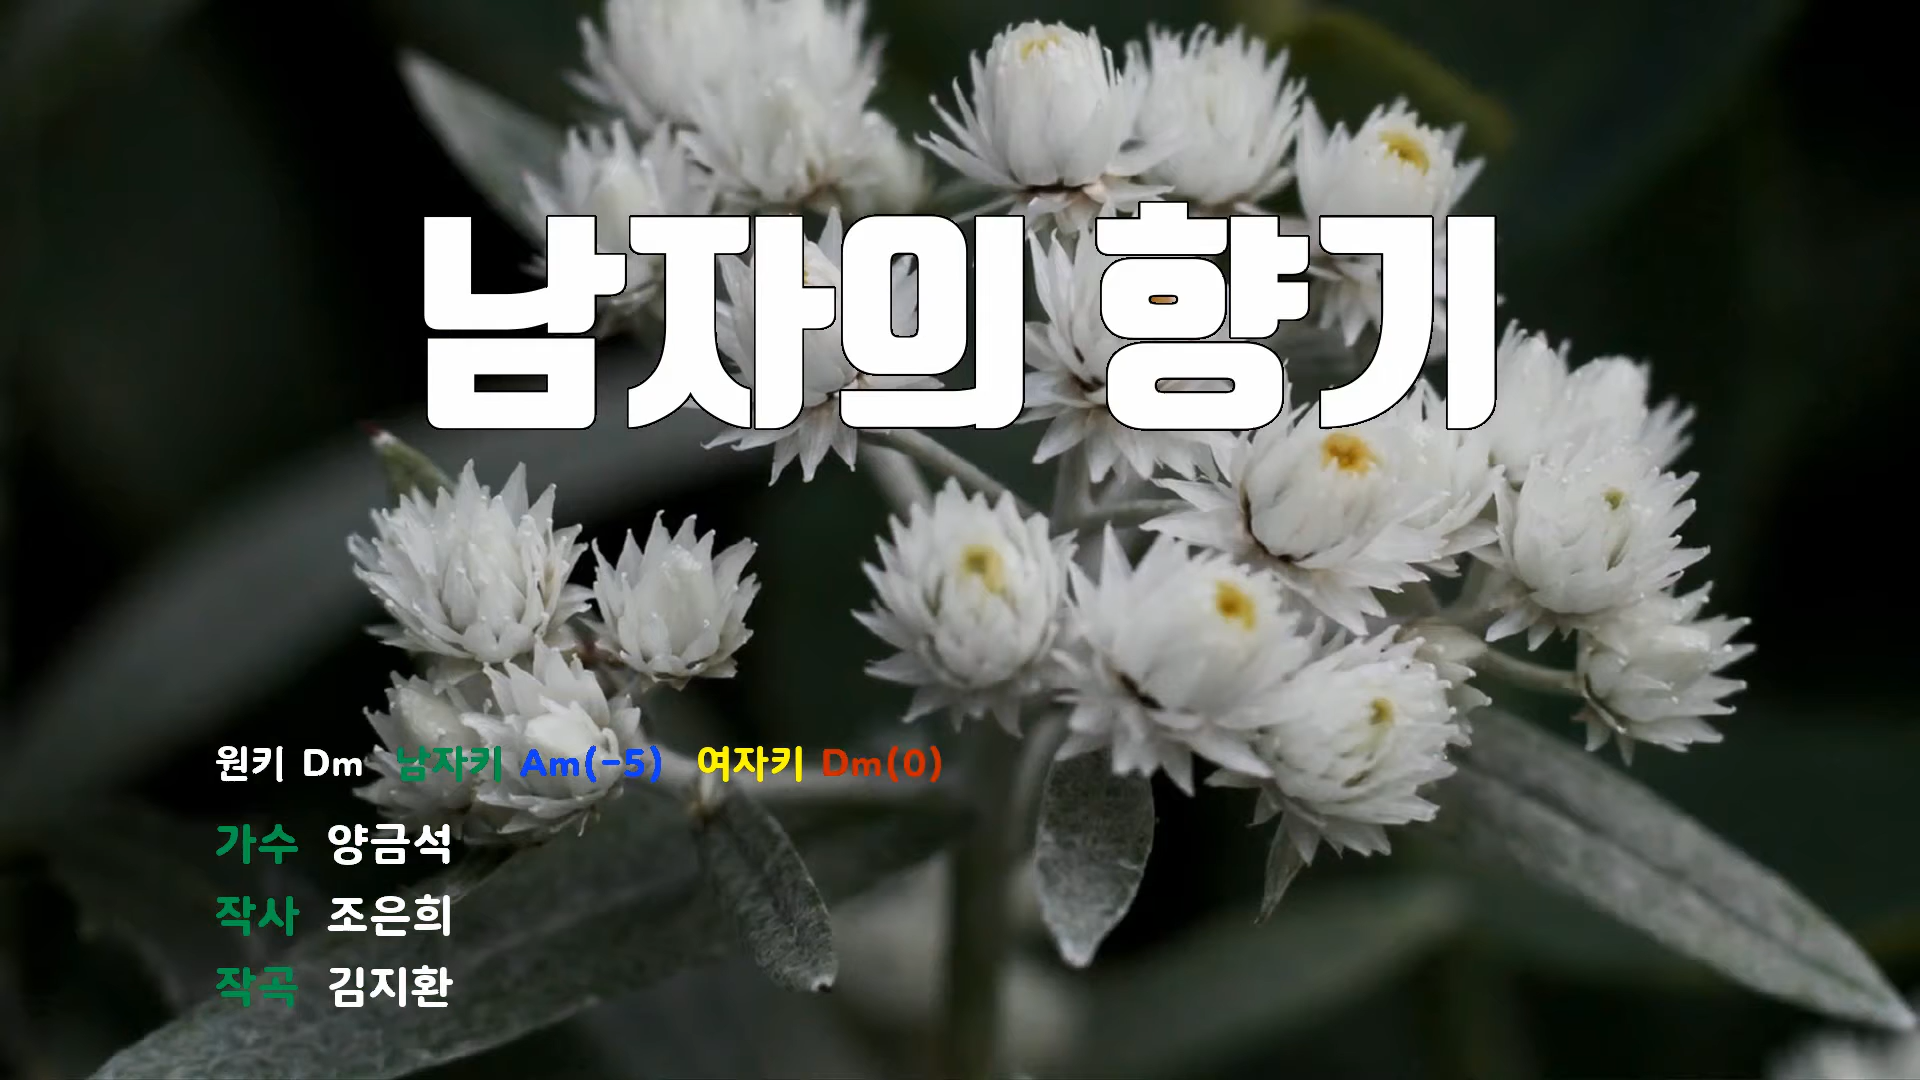 남자의 향기
원키 Dm 남자키 Am(-5) 여자키 Dm(0)
가수 양금석
작사 조은희
작곡 김지환